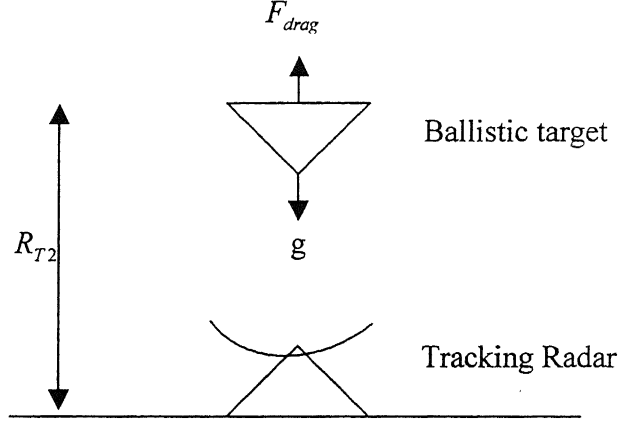 F_drag
Ballistic target
R_T2
g
Tracking Radar